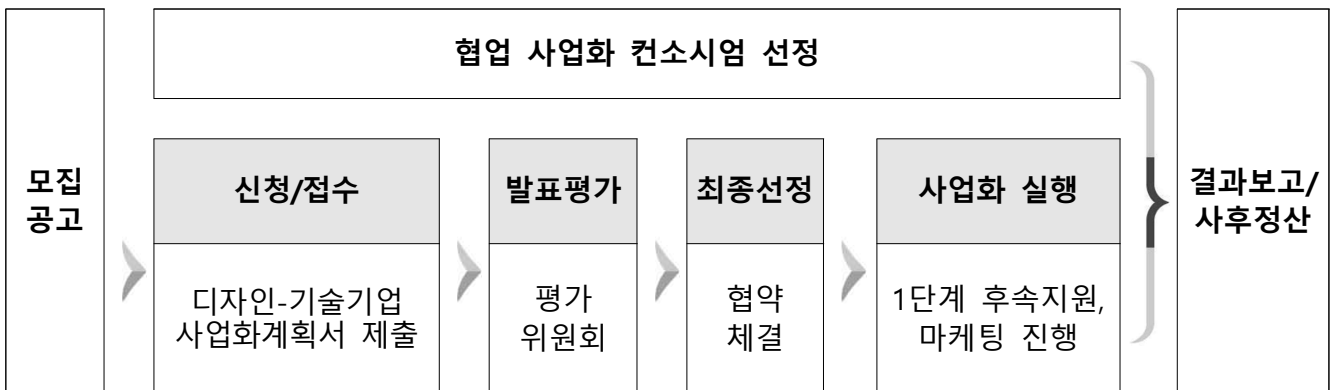 협업 사업화 컨소시엄 선정
모집
공고
신청/접수
디자인-기술기업
사업화계획서 제출
발표평가
평가
위원회
최종선정
협약
체결
사업화 실행
1단계 후속지원,
마케팅 진행
결과보고/
사후정산